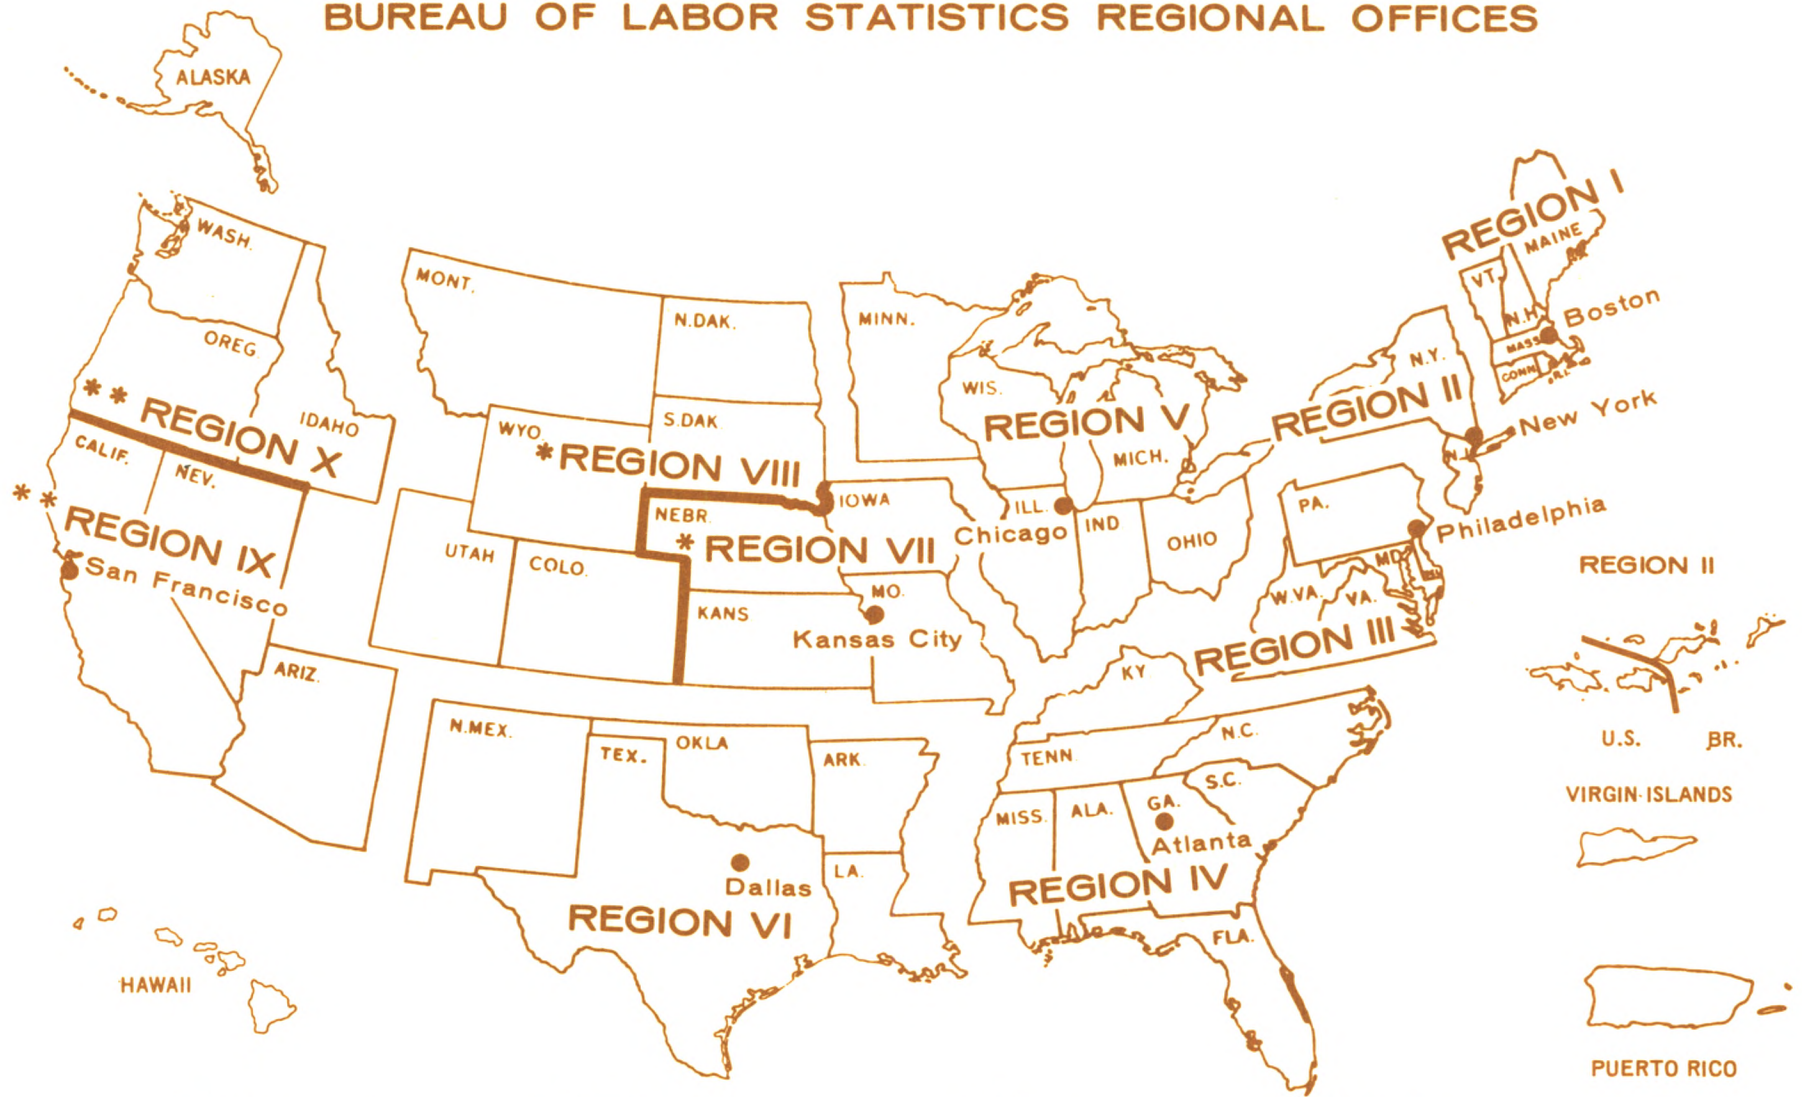 BUREAU OF LABOR STATISTICS REGIONAL OFFICES
ALASKA
WASH.
OREG.
IDAHO
** REGION X
CALIF.
NEV.
** REGION IX
San Francisco
ARIZ.
HAWAII
MONT.
N.DAK.
S.DAK
WYO.
* REGION VIII
UTAH
COLO.
NEBR.
IOWA
* REGION VII
KANS
MO.
Kansas City
N.MEX.
TEX.
OKLA
ARK.
LA.
Dallas
REGION VI
MINN.
WIS.
REGION V
MICH.
ILL.
Chicago
IND
OHIO
KY
TENN
N.C.
S.C.
MISS.
ALA.
GA.
Atlanta
REGION IV
FLA.
REGION I
MAINE
VT.
N.H.
Boston
MASS
CONN
R.I.
N.Y.
REGION II
New York
N.J.
PA.
Philadelphia
MD.
DEL
W.VA.
VA.
REGION III
REGION II
U.S. BR.
VIRGIN ISLANDS
PUERTO RICO